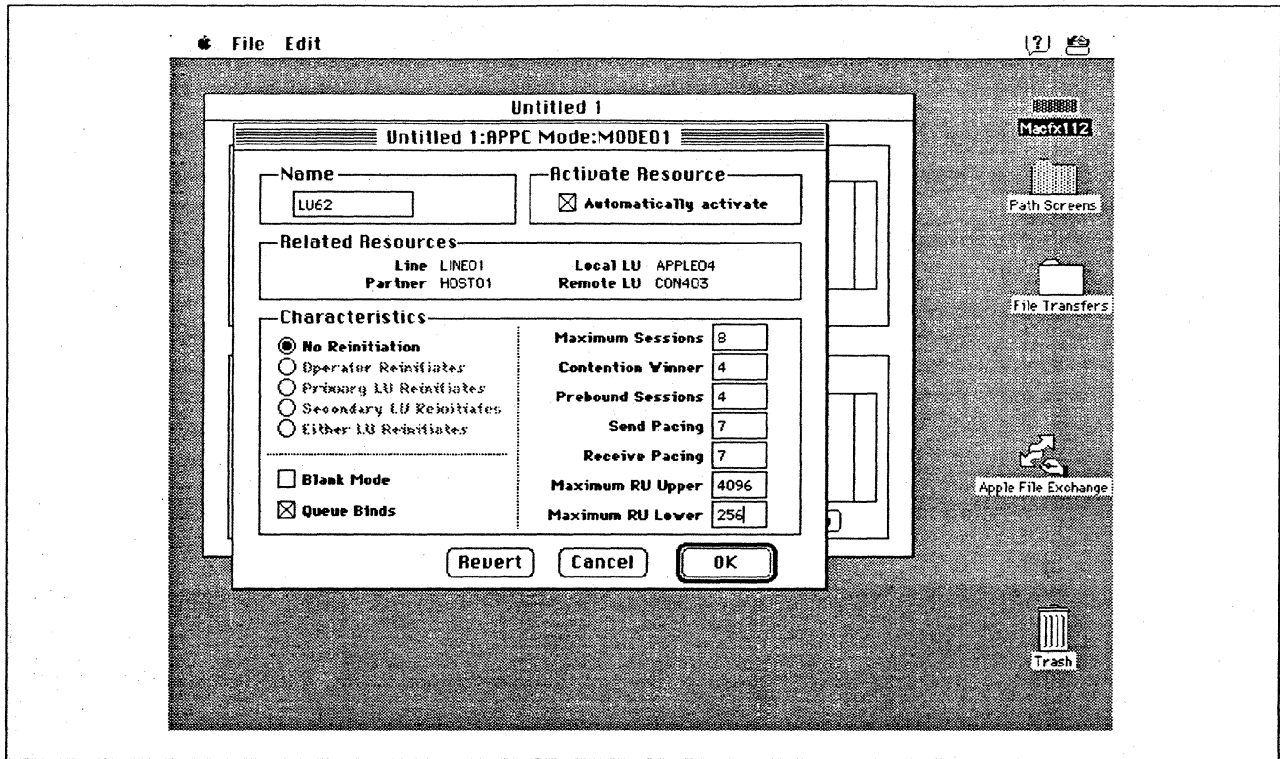 File Edit
Untitled 1
Untitled 1:APPC Mode:MODE01
Name
LU62
Activate Resource
Automatically activate
Related Resources
Line LINE01 Local LU APPLE04
Partner HOST01 Remote LU CON403
Characteristics
No Reinitiation
Operator Reinitiates
Primary LU Reinitiates
Secondary LU Reinitiates
Either LU Reinitiates
Blank Mode
Queue Binds
Maximum Sessions 8
Contention Winner 4
Prebound Sessions 4
Send Pacing 7
Receive Pacing 7
Maximum RU Upper 4096
Maximum RU Lower 256
Revert Cancel OK
Macfx112
Path Screens
File Transfers
Apple File Exchange
Trash